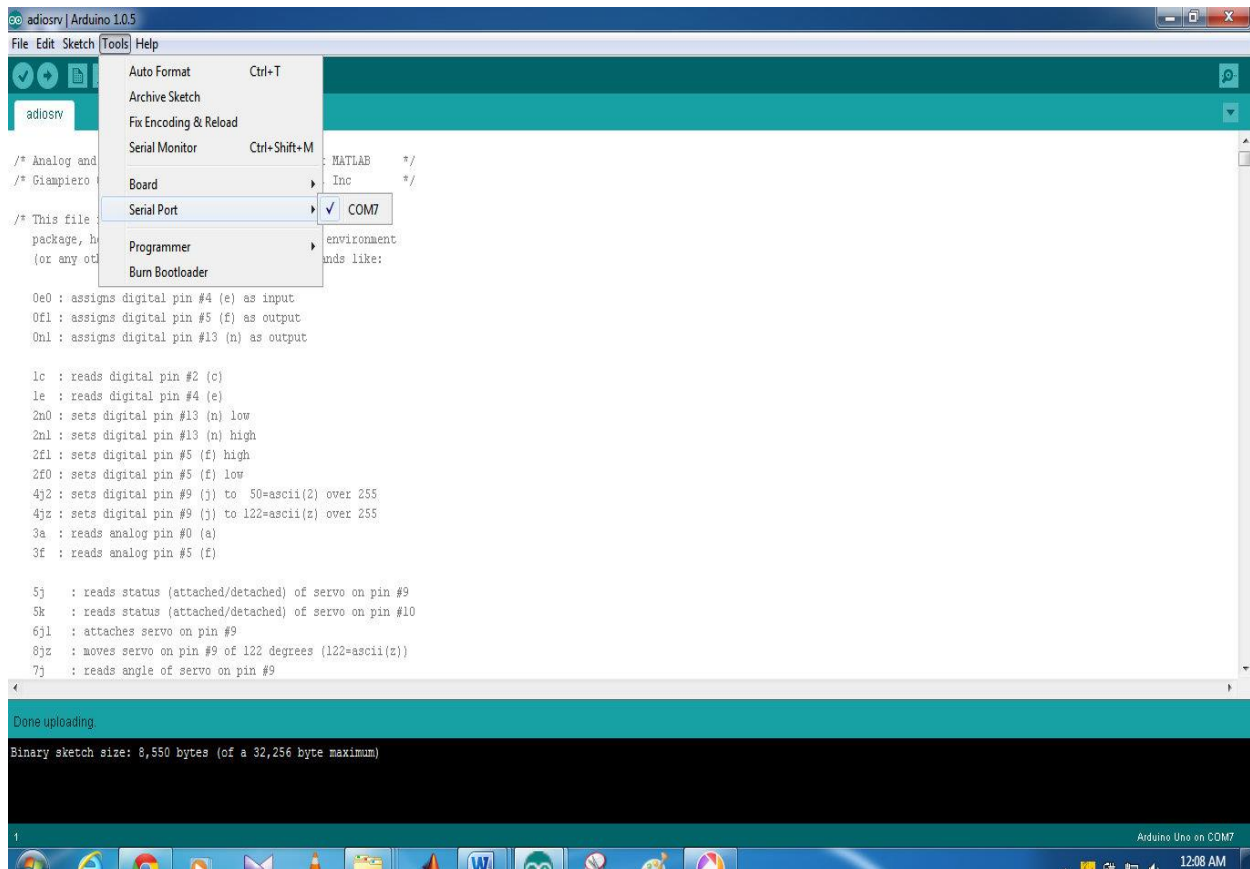 adiosrv | Arduino 1.0.5
File Edit Sketch Tools Help
Auto Format Ctrl+T
Archive Sketch
Fix Encoding & Reload
Serial Monitor Ctrl+Shift+M
Board
Serial Port
COM7
Programmer
Burn Bootloader
adiosrv
/* Analog and MATLAB */
/* Giampiero Inc */
/* This file
package, environment
(or any ands like:
0e0 : assigns digital pin #4 (e) as input
0f1 : assigns digital pin #5 (f) as output
0n1 : assigns digital pin #13 (n) as output
1c : reads digital pin #2 (c)
1e : reads digital pin #4 (e)
2n0 : sets digital pin #13 (n) low
2n1 : sets digital pin #13 (n) high
2f1 : sets digital pin #5 (f) high
2f0 : sets digital pin #5 (f) low
4j2 : sets digital pin #9 (j) to 50=ascii(2) over 255
4jz : sets digital pin #9 (j) to 122=ascii(z) over 255
3a : reads analog pin #0 (a)
3f : reads analog pin #5 (f)
5j : reads status (attached/detached) of servo on pin #9
5k : reads status (attached/detached) of servo on pin #10
6j1 : attaches servo on pin #9
8jz : moves servo on pin #9 of 122 degrees (122=ascii(z))
7j : reads angle of servo on pin #9
Done uploading.
Binary sketch size: 8,550 bytes (of a 32,256 byte maximum)
1
Arduino Uno on COM7
12:08 AM